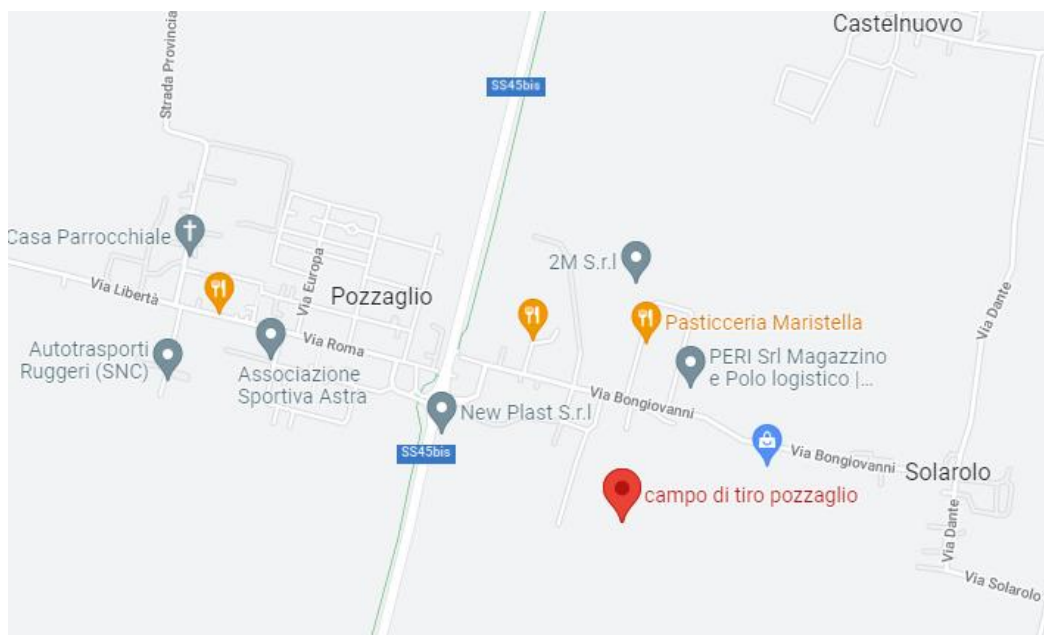 Castelnuovo
Strada Provincia
SS45bis
Casa Parrocchiale
Via Europa
2M S.r.l
Via Libertà
Pozzaglio
Via Dante
Pasticceria Maristella
Via Roma
Autotrasporti
Ruggeri (SNC)
Associazione
Sportiva Astra
PERI Srl Magazzino
e Polo logistico |...
New Plast S.r.l
Via Bongiovanni
SS45bis
Via Bongiovanni
Solarolo
campo di tiro pozzaglio
Via Dante
Via Solarolo